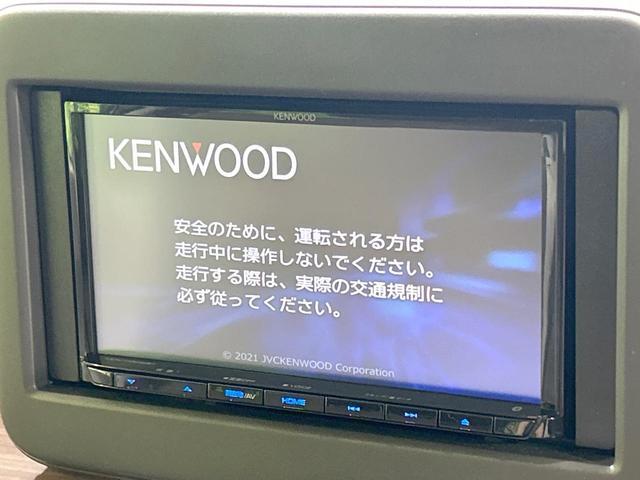 KENWOOD
KENWOOD
安全のために、運転される方は
走行中に操作しないでください。
走行する際は、実際の交通規制に
必ず従ってください。
© 2021 JVCKENWOOD Corporation
/AV
HOME